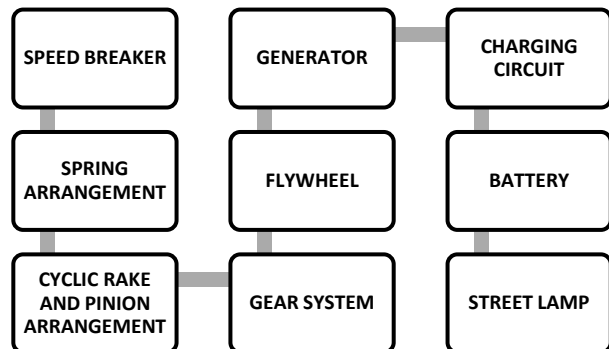 SPEED BREAKER
GENERATOR
CHARGING
CIRCUIT
SPRING
ARRANGEMENT
FLYWHEEL
BATTERY
CYCLIC RAKE
AND PINION
ARRANGEMENT
GEAR SYSTEM
STREET LAMP